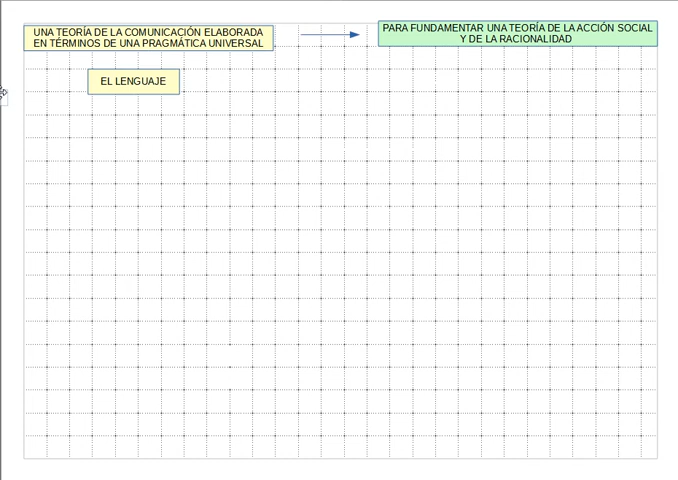 UNA TEORÍA DE LA COMUNICACIÓN ELABORADA
EN TÉRMINOS DE UNA PRAGMÁTICA UNIVERSAL
PARA FUNDAMENTAR UNA TEORÍA DE LA ACCIÓN SOCIAL
Y DE LA RACIONALIDAD
EL LENGUAJE